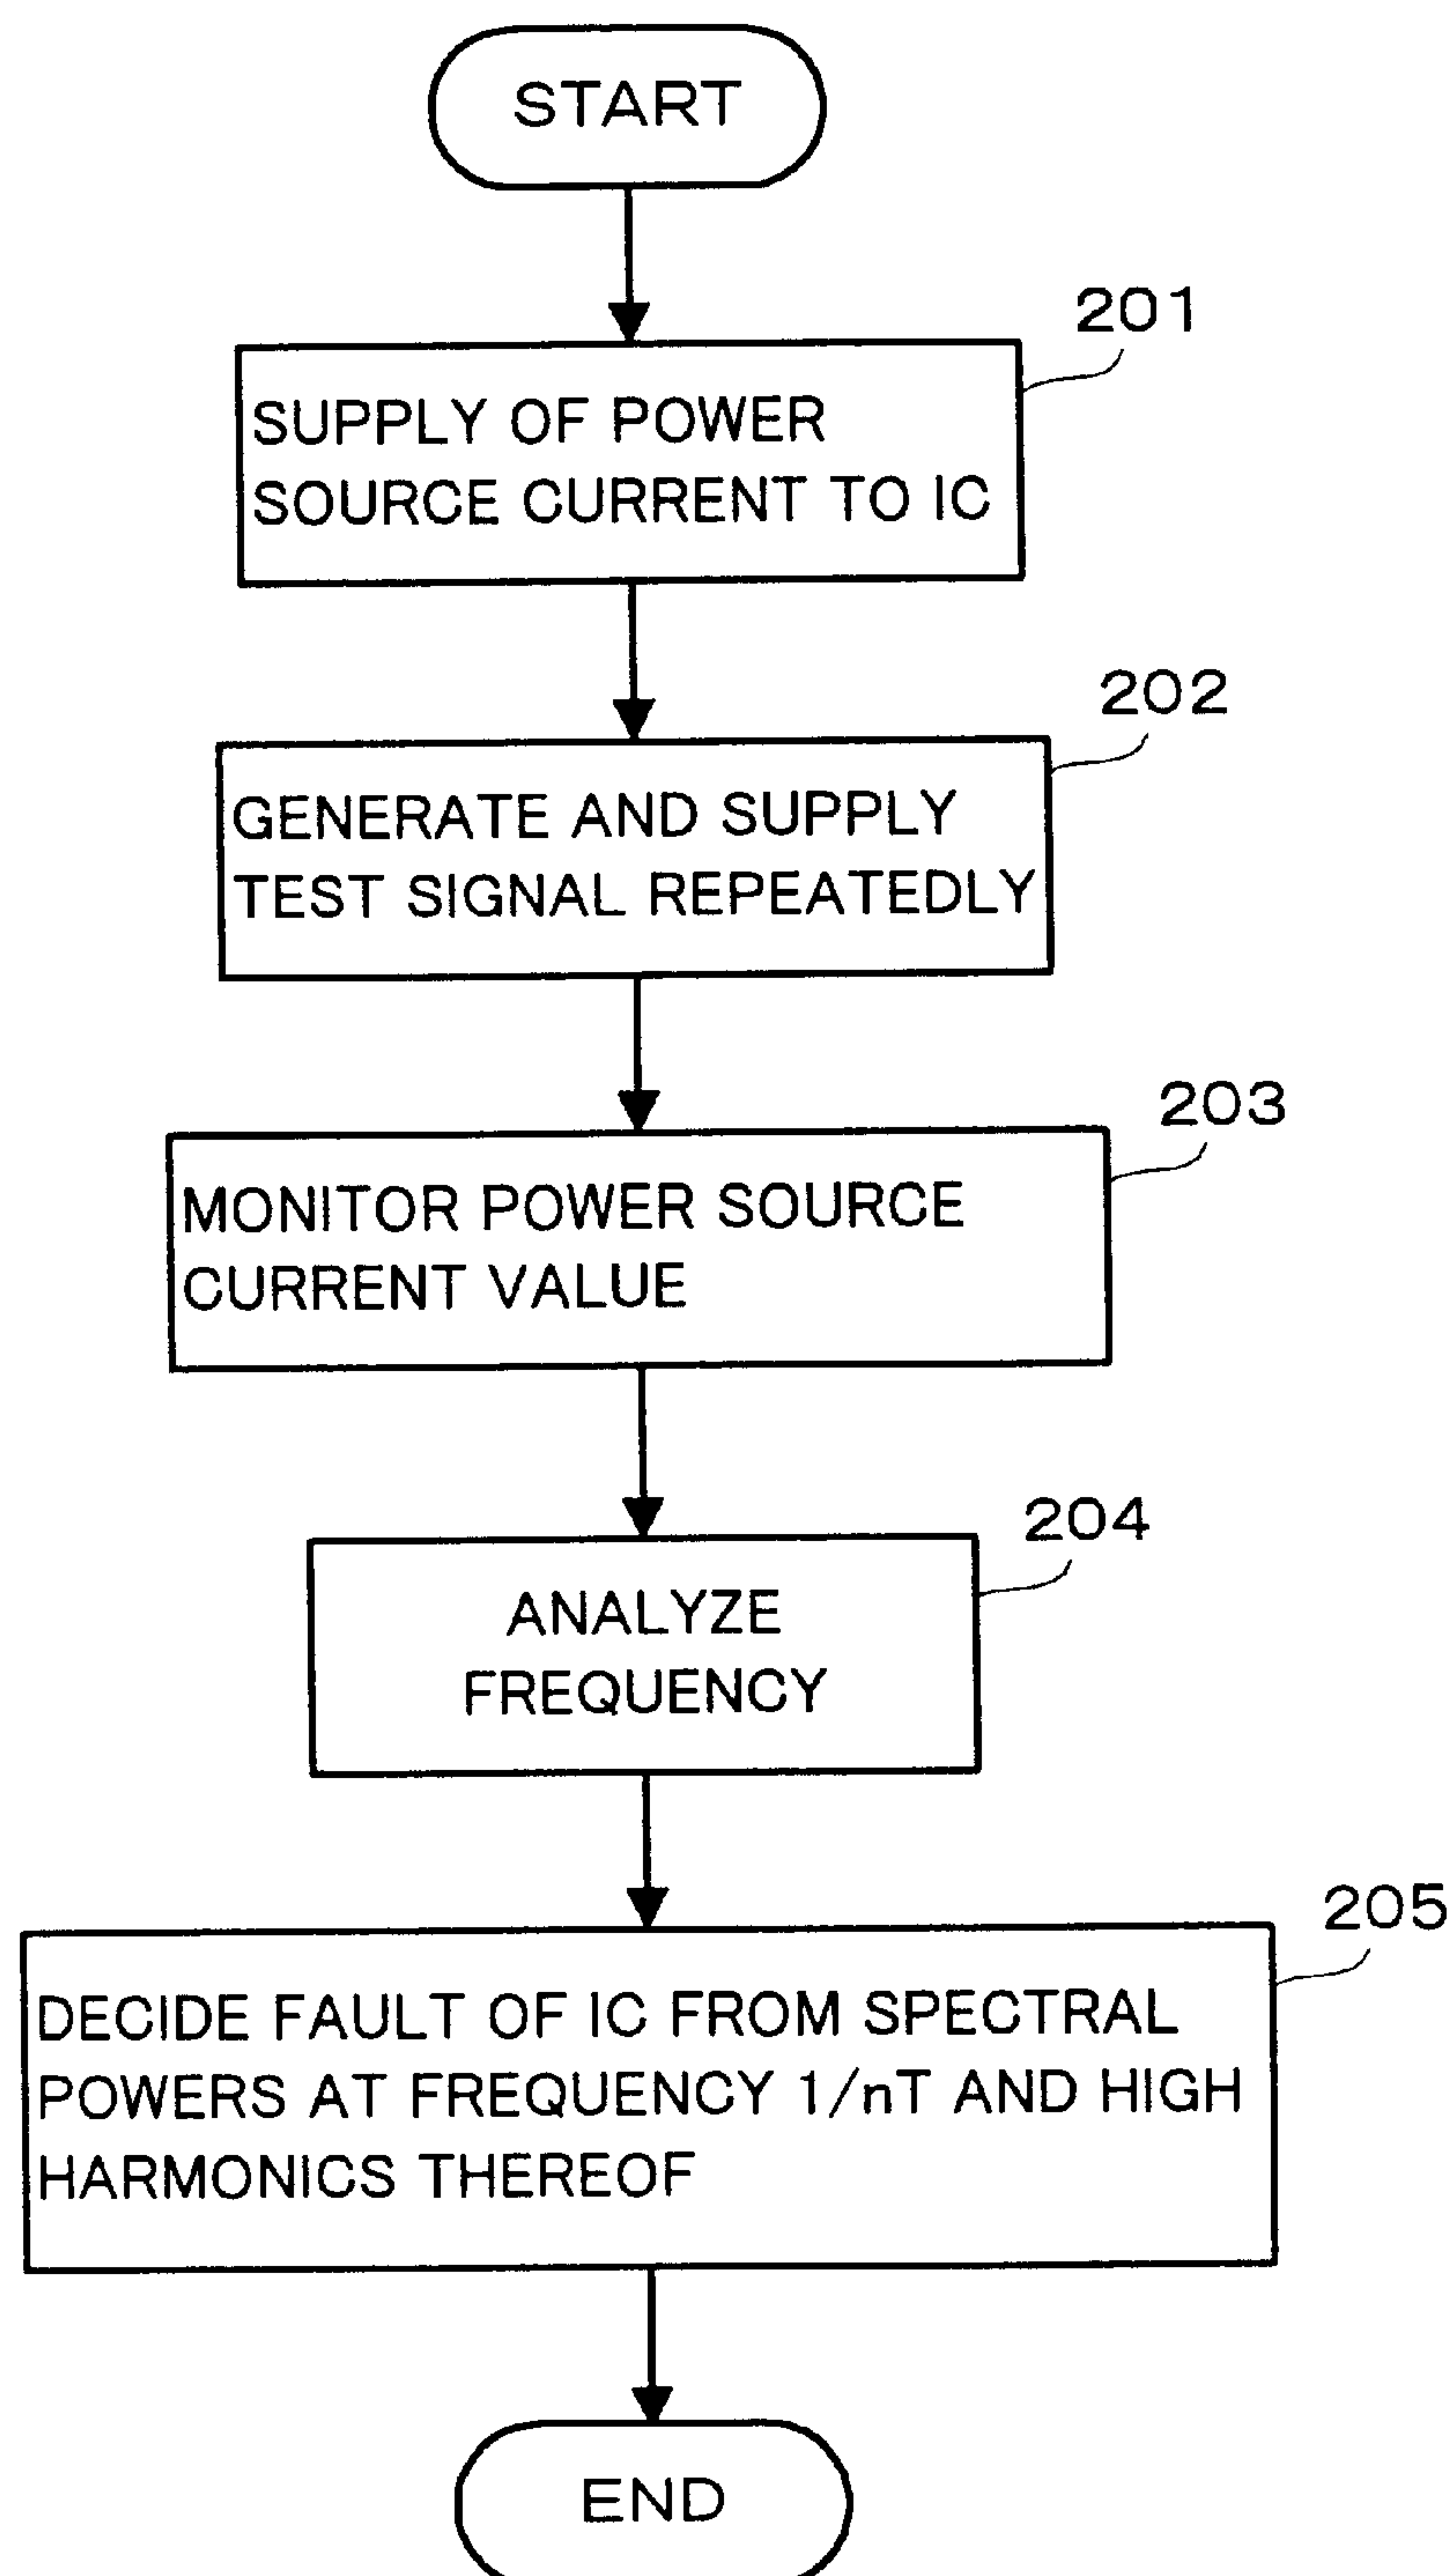 START
201
SUPPLY OF POWER
SOURCE CURRENT TO IC
202
GENERATE AND SUPPLY
TEST SIGNAL REPEATEDLY
203
MONITOR POWER SOURCE
CURRENT VALUE
204
ANALYZE
FREQUENCY
205
DECIDE FAULT OF IC FROM SPECTRAL
POWERS AT FREQUENCY 1/nT AND HIGH
HARMONICS THEREOF
END